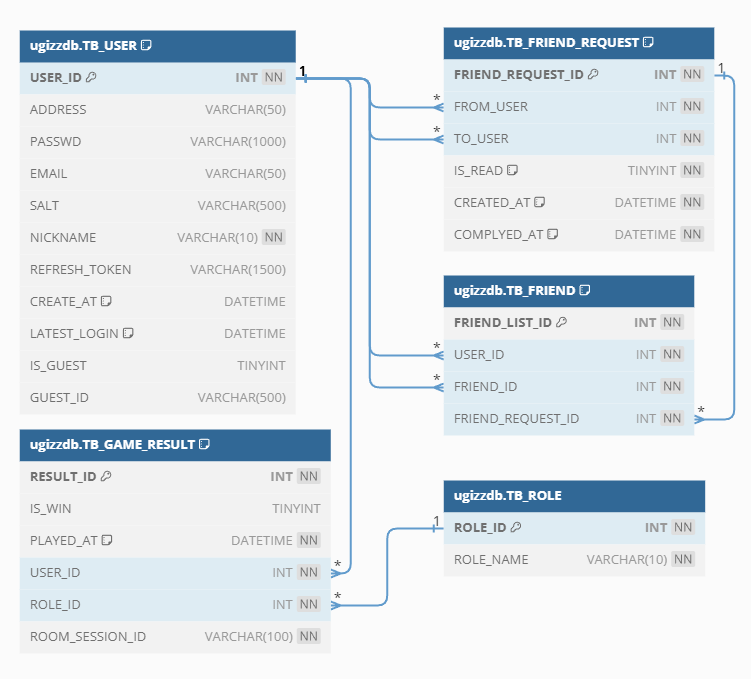 ugizzdb.TB_USER
USER_ID INT NN
ADDRESS VARCHAR(50)
PASSWD VARCHAR(1000)
EMAIL VARCHAR(50)
SALT VARCHAR(500)
NICKNAME VARCHAR(10) NN
REFRESH_TOKEN VARCHAR(1500)
CREATE_AT DATETIME
LATEST_LOGIN DATETIME
IS_GUEST TINYINT
GUEST_ID VARCHAR(500)
1
ugizzdb.TB_FRIEND_REQUEST
FRIEND_REQUEST_ID INT NN
1
* FROM_USER INT NN
* TO_USER INT NN
IS_READ TINYINT NN
CREATED_AT DATETIME NN
COMPLYED_AT DATETIME NN
ugizzdb.TB_FRIEND
FRIEND_LIST_ID INT NN
* USER_ID INT NN
* FRIEND_ID INT NN
FRIEND_REQUEST_ID INT NN *
ugizzdb.TB_GAME_RESULT
RESULT_ID INT NN
IS_WIN TINYINT
PLAYED_AT DATETIME NN
USER_ID INT NN *
ROLE_ID INT NN *
ROOM_SESSION_ID VARCHAR(100) NN
ugizzdb.TB_ROLE
1 ROLE_ID INT NN
ROLE_NAME VARCHAR(10) NN